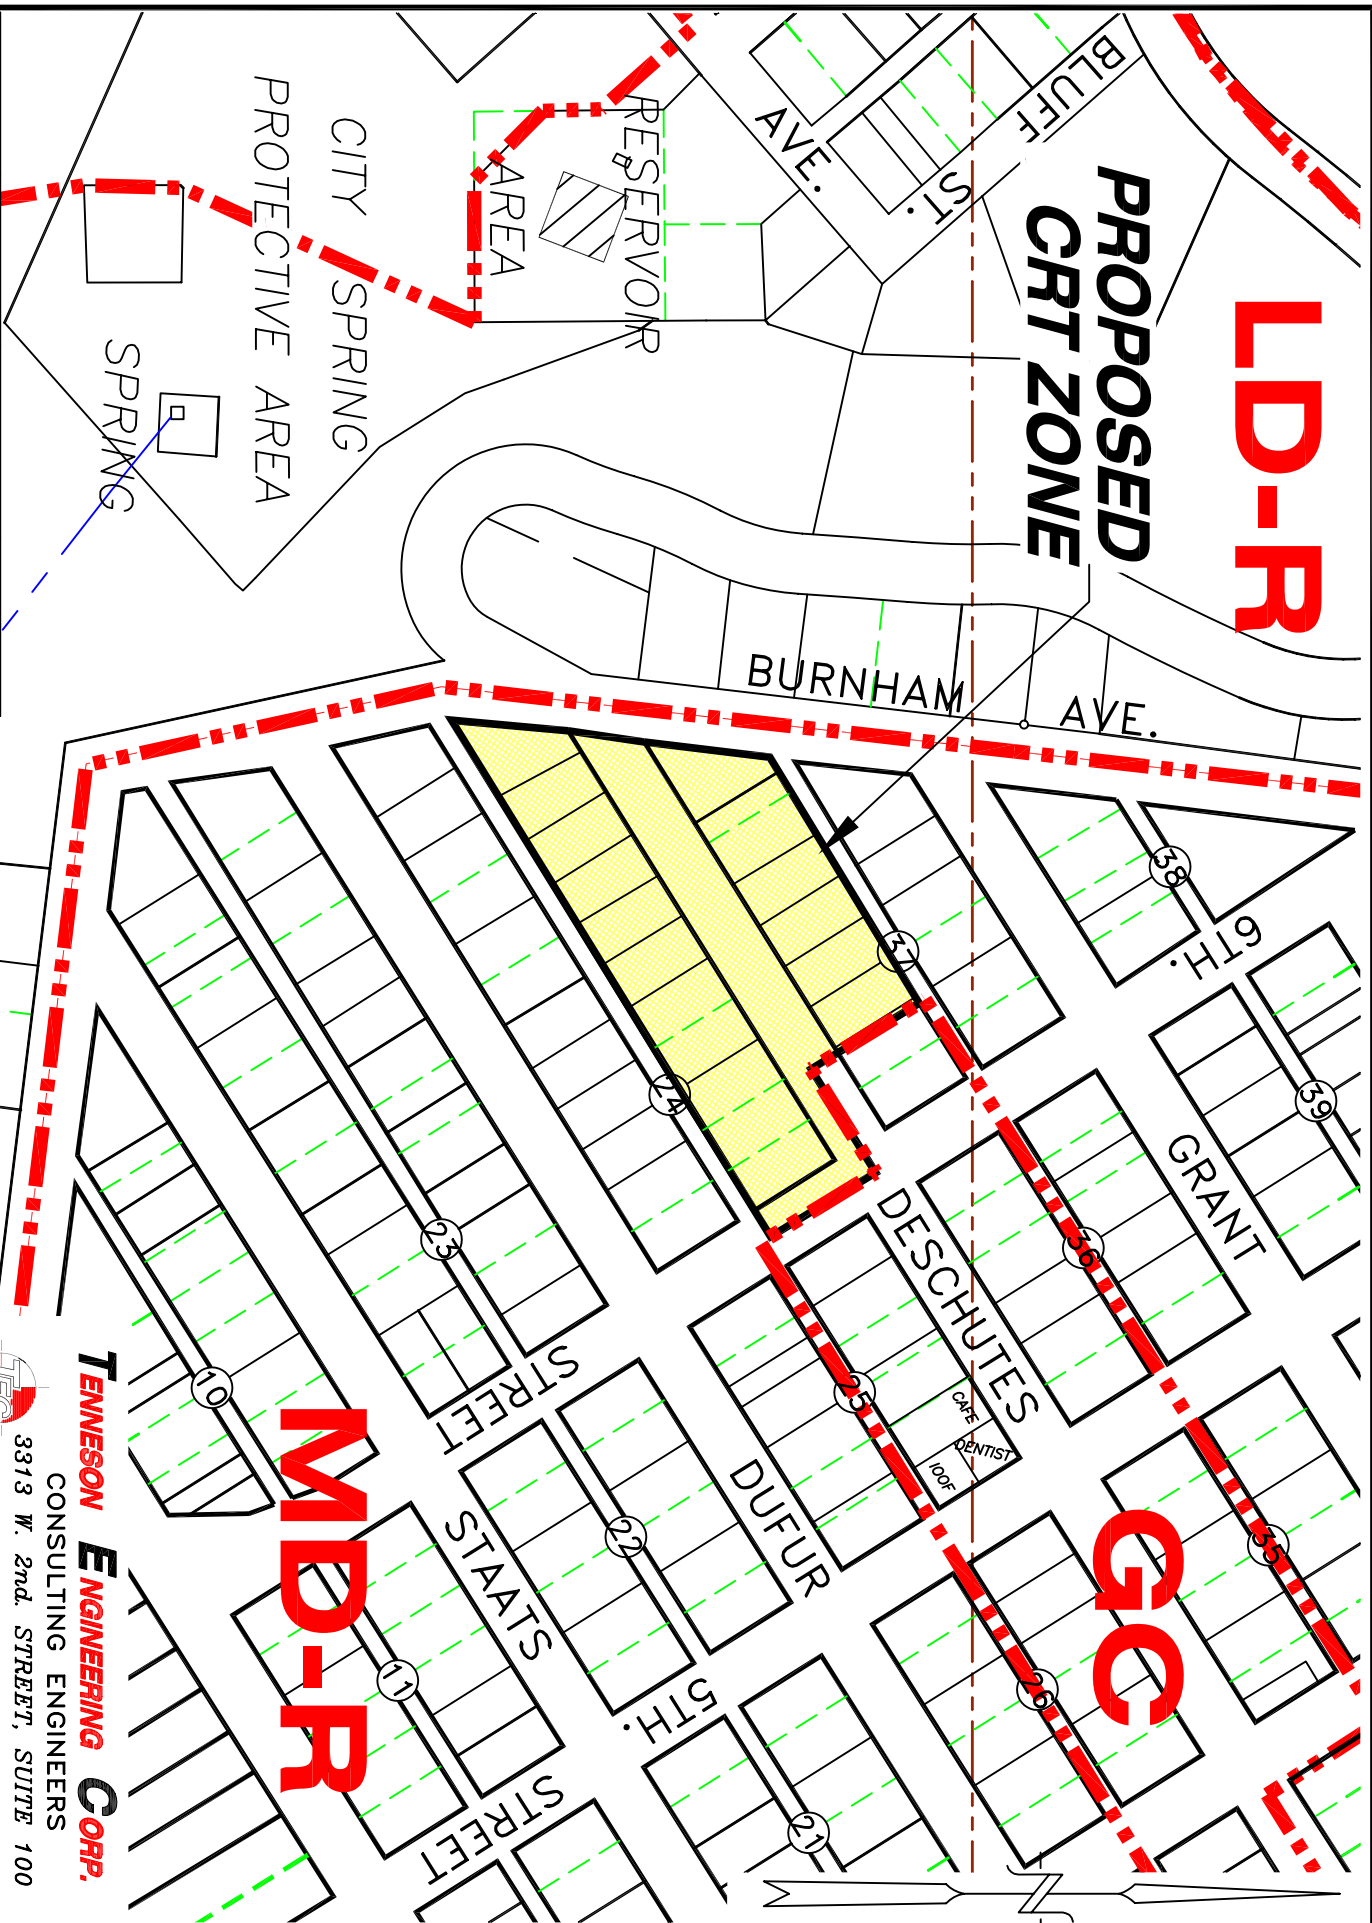 LD-R
PROPOSED
CRT ZONE
BLUFF
ST.
AVE.
RESERVOIR
AREA
CITY SPRING
PROTECTIVE AREA
SPRING
BURNHAM
AVE.
38
6TH.
37
39
GRANT
24
36
DESCHUTES
23
25
CAFE
DENTIST
IOOF
10
STREET
DUFUR
35
GC
22
STAATS
MD-R
11
5TH.
26
STREET
21
N
TENNESON ENGINEERING CORP.
CONSULTING ENGINEERS
3313 W. 2nd. STREET, SUITE 100
TEC